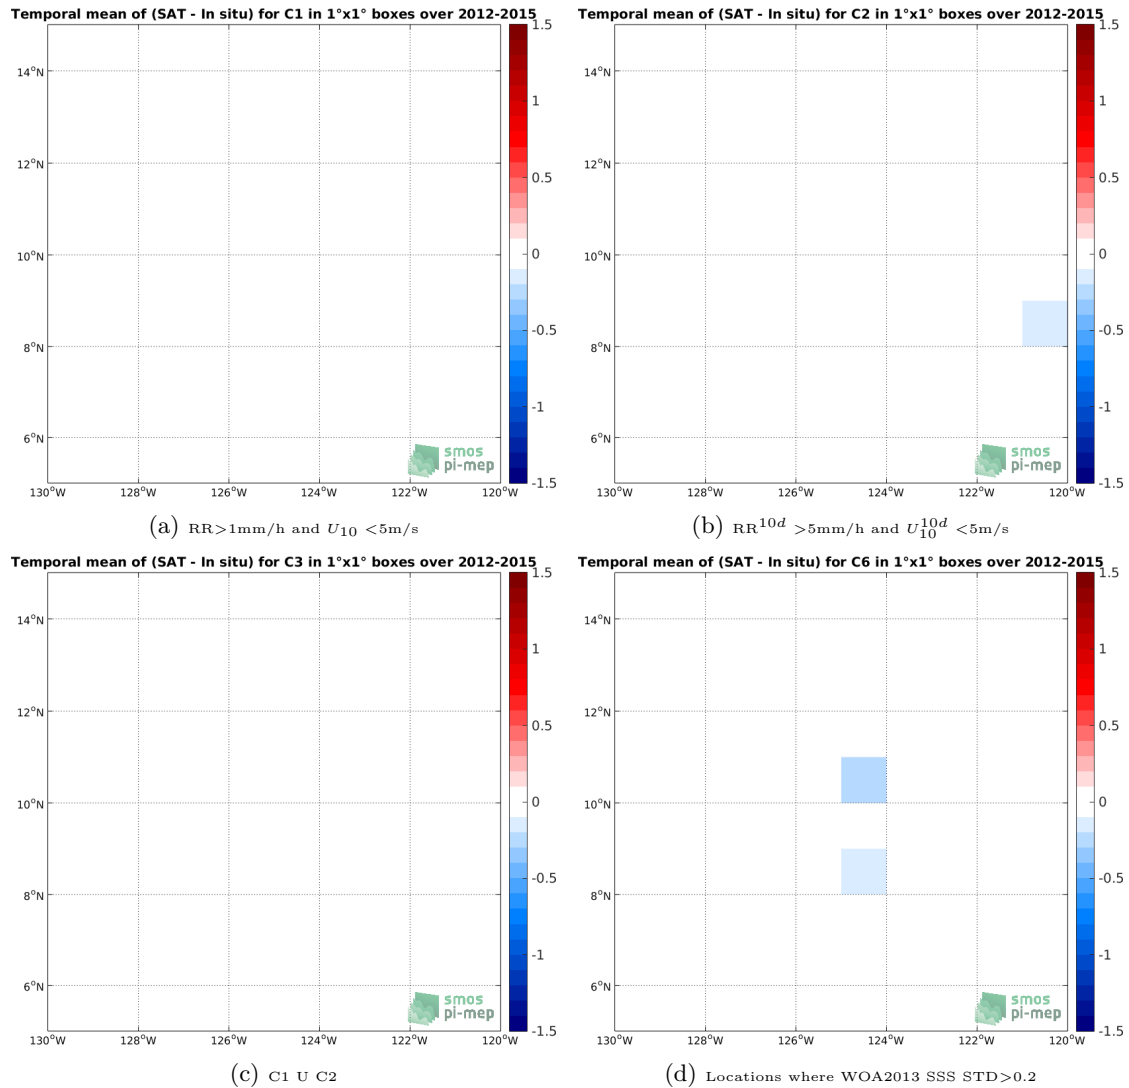 Temporal mean of (SAT - In situ) for C1 in 1°x1° boxes over 2012-2015
14°N
12°N
10°N
8°N
6°N
130°W 128°W 126°W 124°W 122°W 120°W
1.5
1
0.5
0
-0.5
-1
-1.5
smos
pi-mep
(a) RR>1mm/h and U10 <5m/s
Temporal mean of (SAT - In situ) for C2 in 1°x1° boxes over 2012-2015
14°N
12°N
10°N
8°N
6°N
130°W 128°W 126°W 124°W 122°W 120°W
1.5
1
0.5
0
-0.5
-1
-1.5
smos
pi-mep
(b) RR^10d >5mm/h and U10^10d <5m/s
Temporal mean of (SAT - In situ) for C3 in 1°x1° boxes over 2012-2015
14°N
12°N
10°N
8°N
6°N
130°W 128°W 126°W 124°W 122°W 120°W
1.5
1
0.5
0
-0.5
-1
-1.5
smos
pi-mep
(c) C1 U C2
Temporal mean of (SAT - In situ) for C6 in 1°x1° boxes over 2012-2015
14°N
12°N
10°N
8°N
6°N
130°W 128°W 126°W 124°W 122°W 120°W
1.5
1
0.5
0
-0.5
-1
-1.5
smos
pi-mep
(d) Locations where WOA2013 SSS STD>0.2